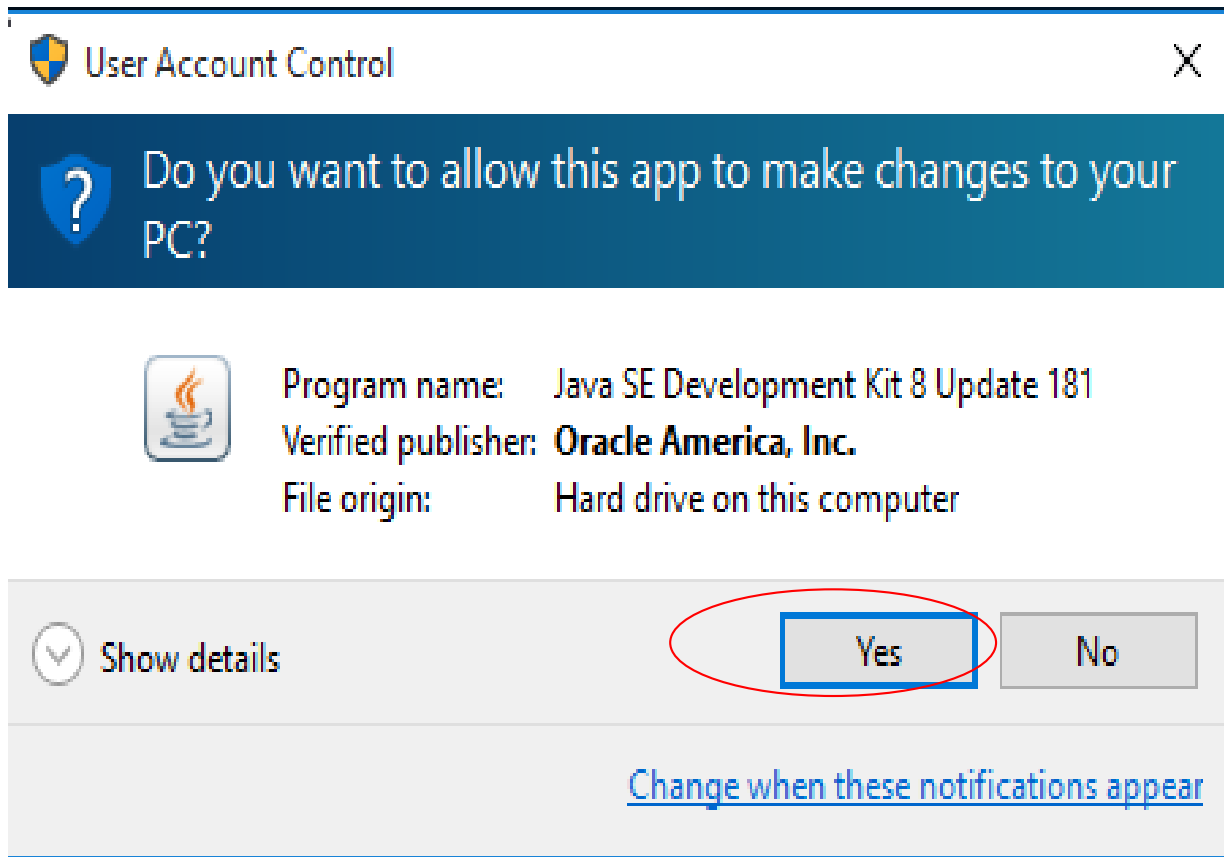 User Account Control
Do you want to allow this app to make changes to your
PC?
Program name: Java SE Development Kit 8 Update 181
Verified publisher: Oracle America, Inc.
File origin: Hard drive on this computer
Show details
Yes
No
Change when these notifications appear